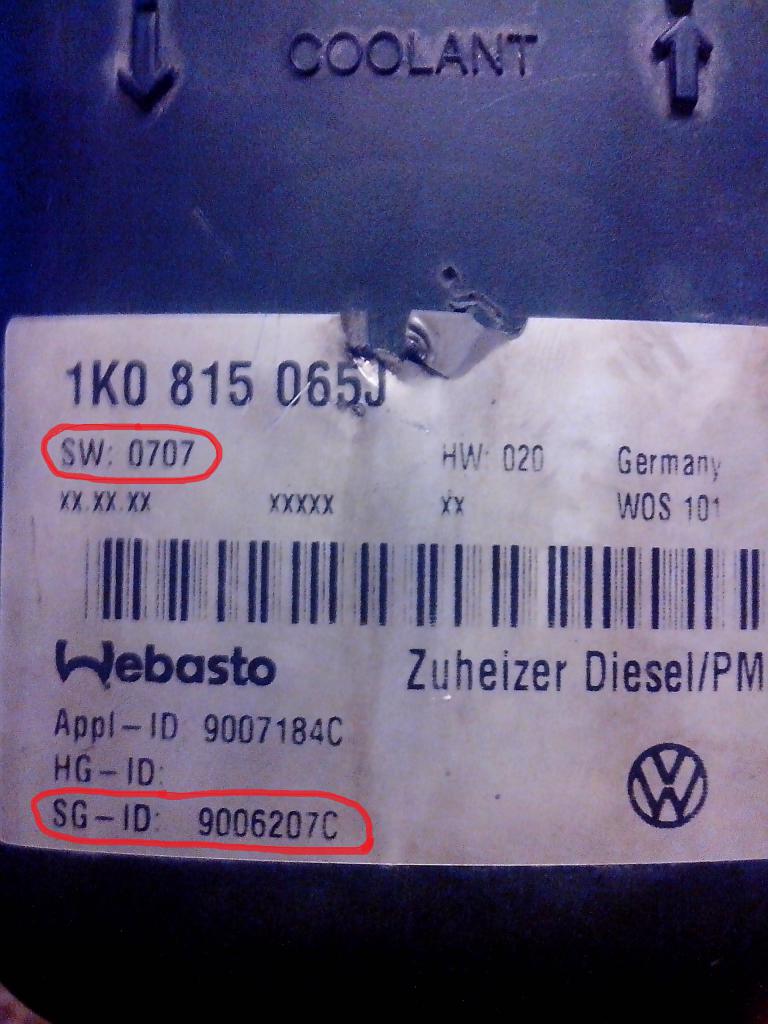 COOLANT
1K0 815 065J
SW: 0707 HW: 020 Germany
XX.XX.XX XXXXX XX WOS 101
Webasto Zuheizer Diesel/PM
Appl-ID 9007184C
HG-ID:
SG-ID: 9006207C